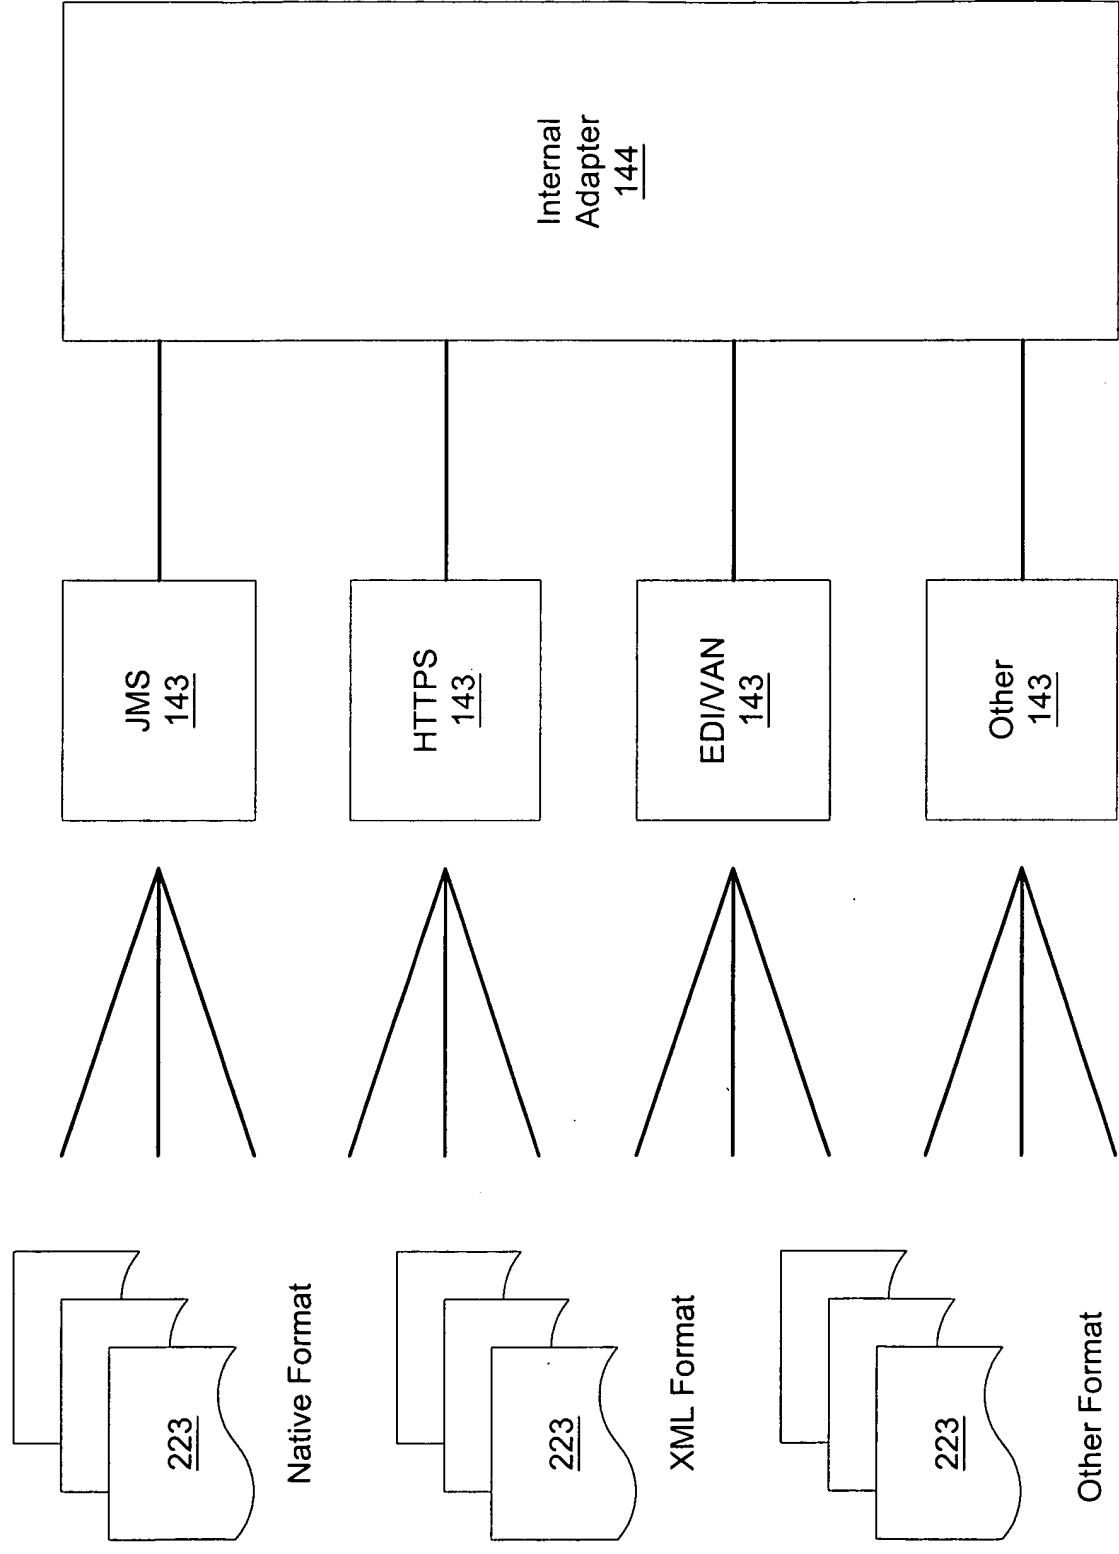 223
Native Format
223
XML Format
223
Other Format
JMS
143
HTTPS
143
EDI/VAN
143
Other
143
Internal
Adapter
144